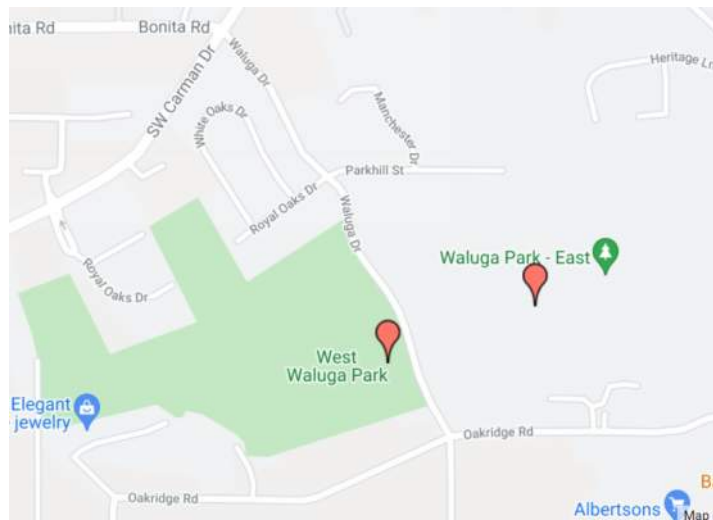 nita Rd
Bonita Rd
Waluga Dr
Heritage Ln
SW Carman Dr
White Oaks Dr
Manchester Dr
Parkhill St
Royal Oaks Dr
Waluga Dr
Royal Oaks Dr
Waluga Park - East
West
Waluga Park
Elegant
jewelry
Oakridge Rd
Oakridge Rd
Albertsons
Ba
Map